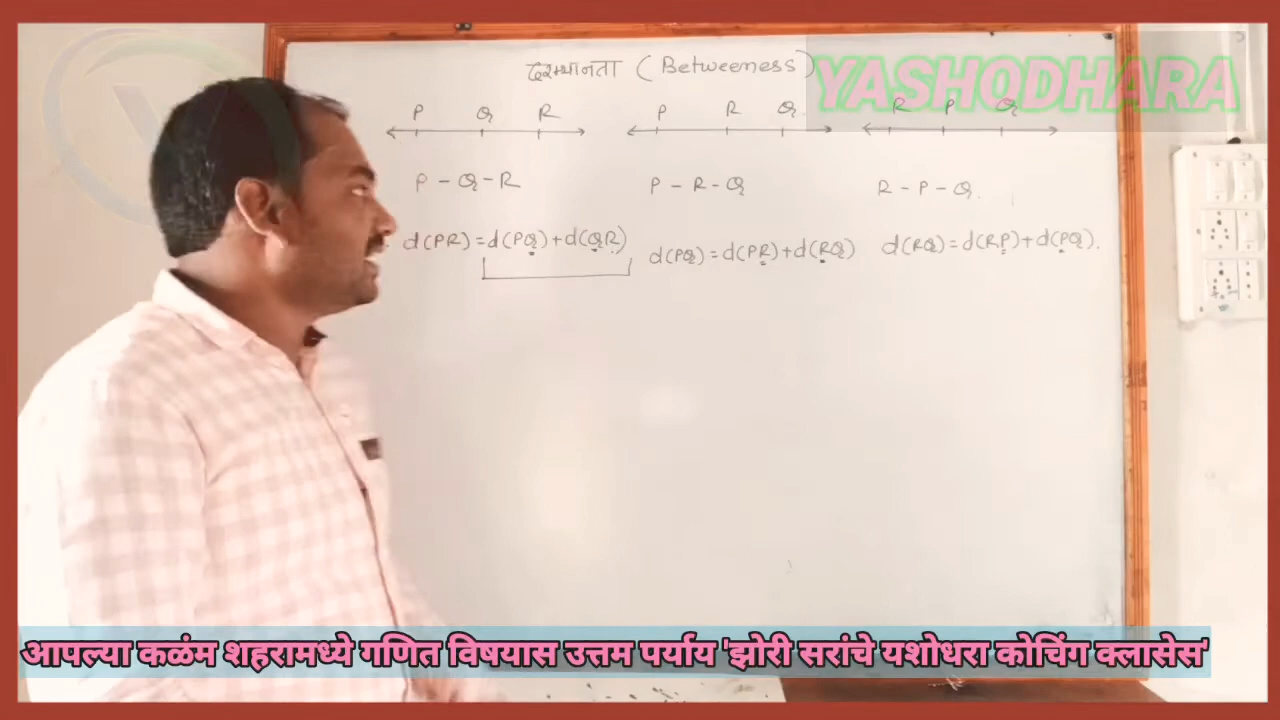 दरम्यानता (Betweeness)
YASHODHARA
P Q R
P R Q
R P Q
P - Q - R
P - R - Q
R - P - Q.
d(PR) = d(PQ) + d(QR)
d(PQ) = d(PR) + d(RQ)
d(RQ) = d(RP) + d(PQ).
आपल्या कळंम शहरामध्ये गणित विषयास उत्तम पर्याय 'झोरी सरांचे यशोधरा कोचिंग क्लासेस'